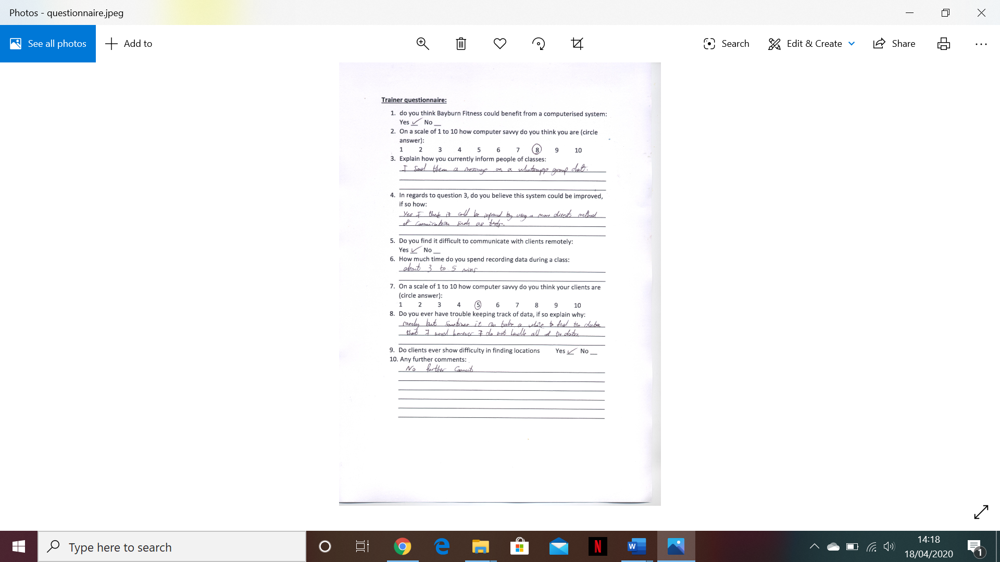 Photos - questionnaire.jpeg
See all photos
Add to
Search
Edit & Create
Share
Trainer questionnaire:
1. do you think Bayburn Fitness could benefit from a computerised system:
Yes ✓ No __
2. On a scale of 1 to 10 how computer savvy do you think you are (circle
answer):
1 2 3 4 5 6 7 8 9 10
3. Explain how you currently inform people of classes:
I send them a message on a whatsapp group chat.
4. In regards to question 3, do you believe this system could be improved,
if so how:
Yes I think it could be improved by using a more direct method
of communication such as texts.
5. Do you find it difficult to communicate with clients remotely:
Yes ✓ No __
6. How much time do you spend recording data during a class:
about 3 to 5 mins
7. On a scale of 1 to 10 how computer savvy do you think your clients are
(circle answer):
1 2 3 4 5 6 7 8 9 10
8. Do you ever have trouble keeping track of data, if so explain why:
rarely but sometimes it can take a while to find the data
that I need however I do not handle all of the data
9. Do clients ever show difficulty in finding locations Yes ✓ No __
10. Any further comments:
No further comments
Type here to search
N
W
14:18
18/04/2020
1